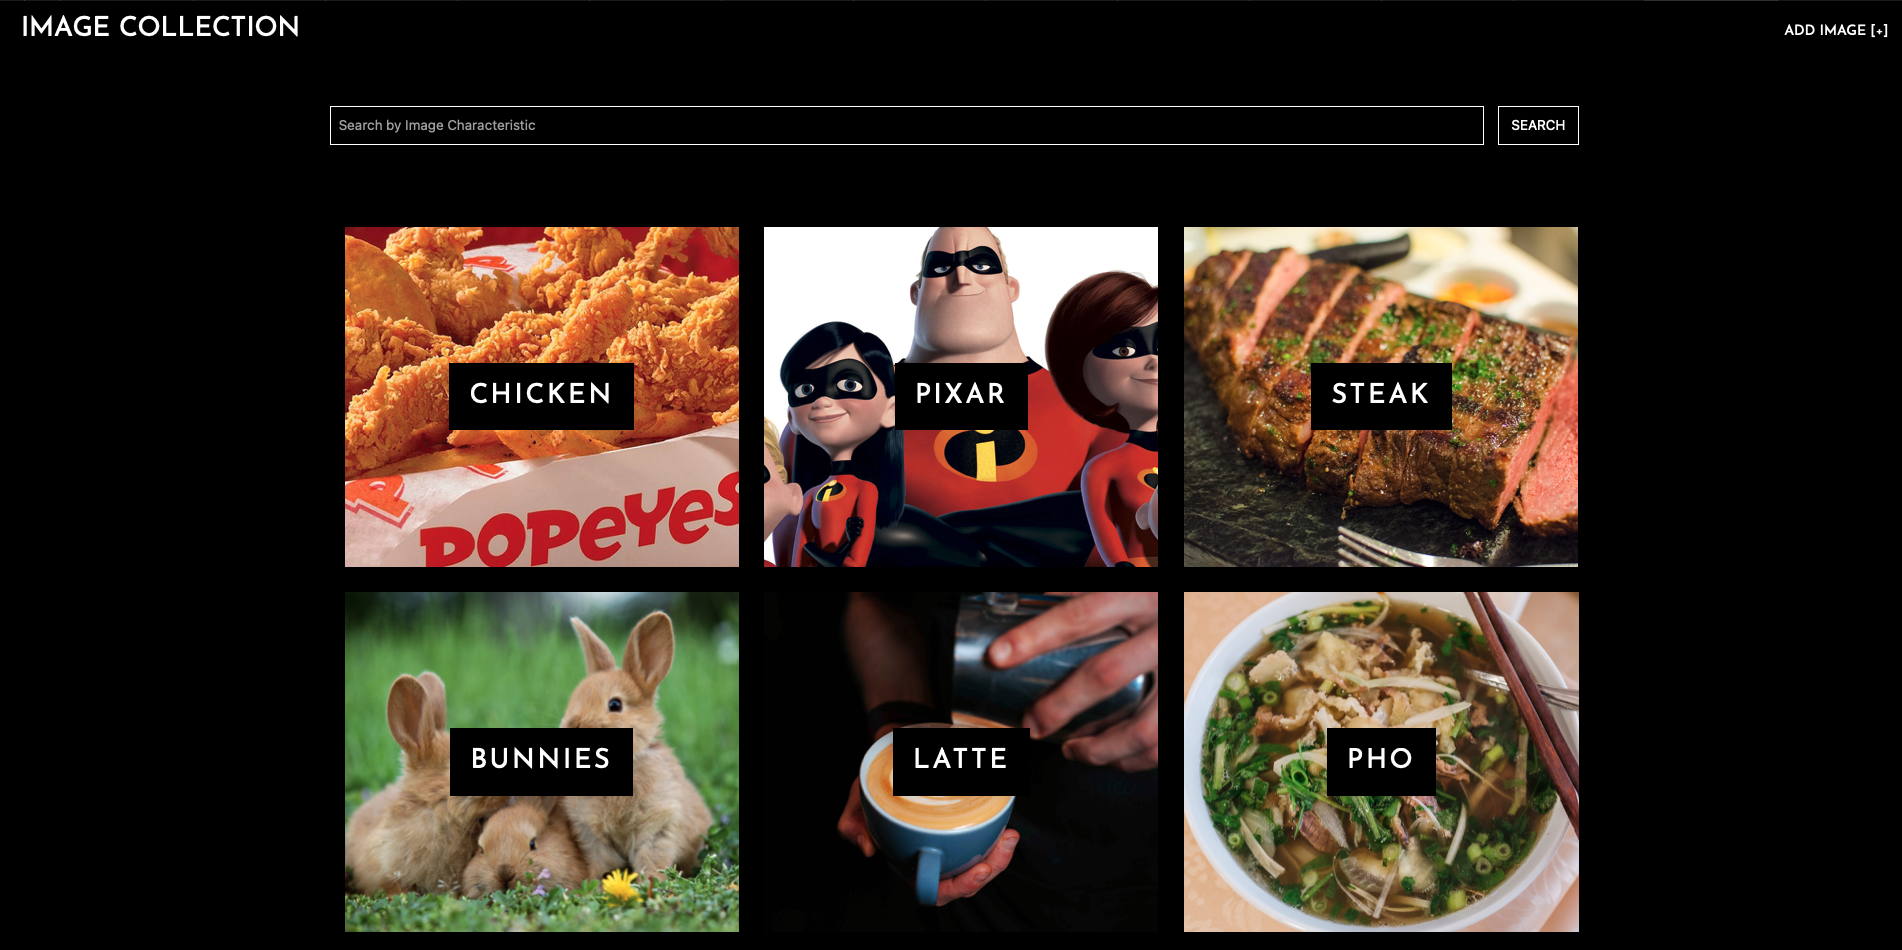 IMAGE COLLECTION
ADD IMAGE [+]
Search by Image Characteristic
SEARCH
CHICKEN
POPEYES
PIXAR
STEAK
BUNNIES
LATTE
PHO